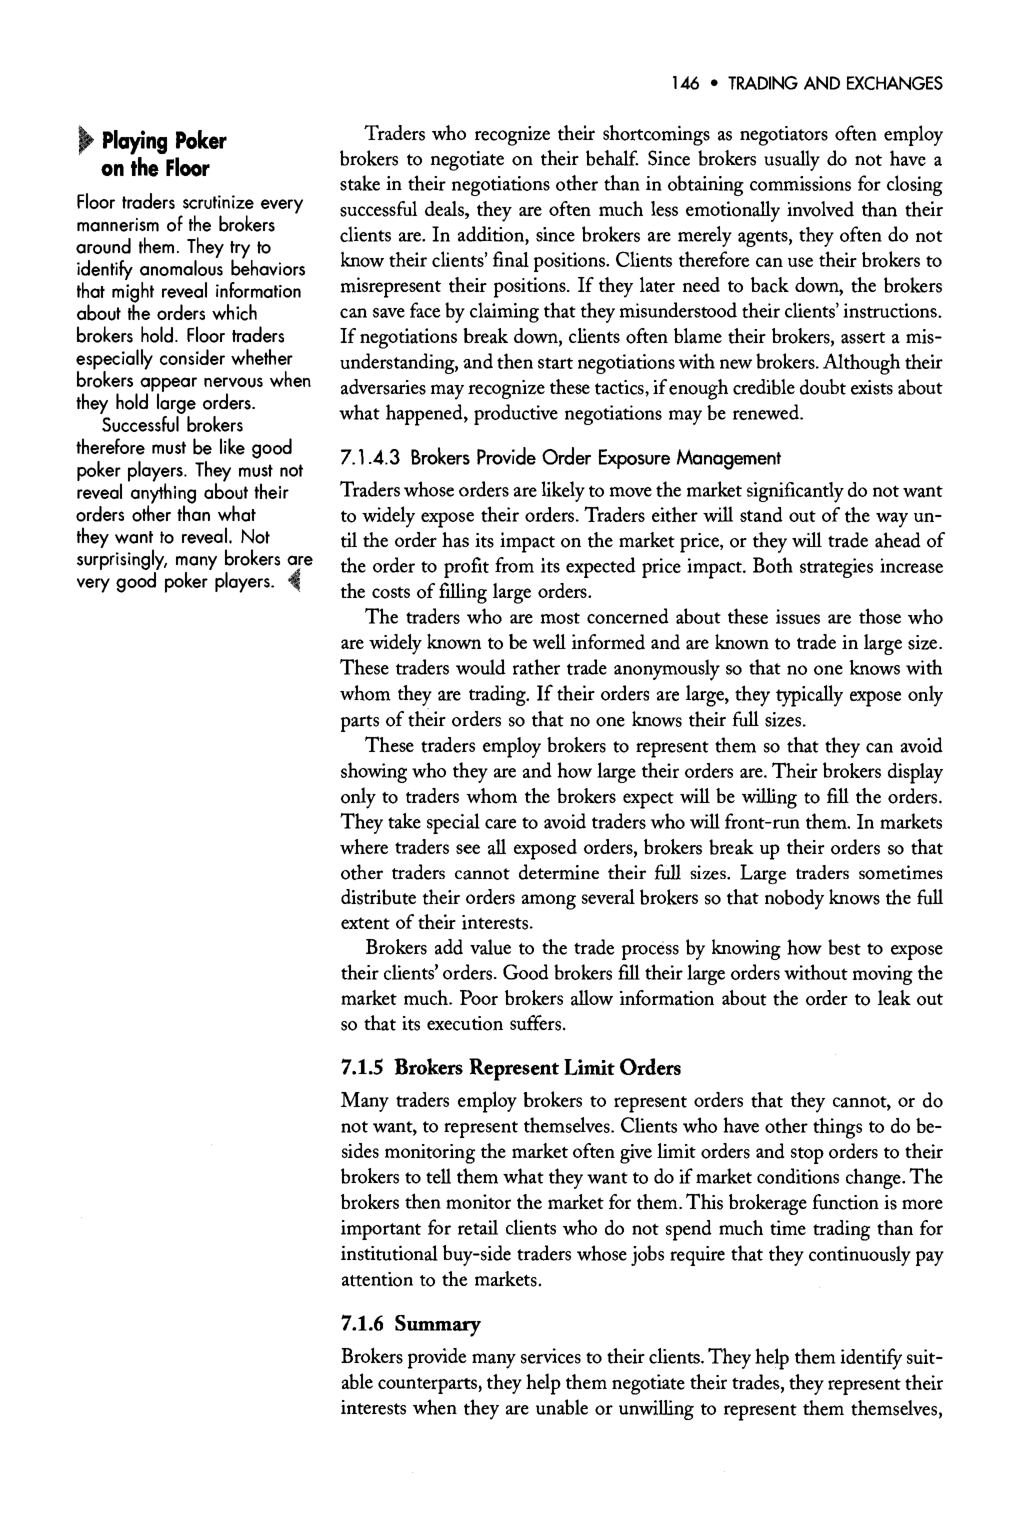 146 • TRADING AND EXCHANGES
Playing Poker
on the Floor
Floor traders scrutinize every
mannerism of the brokers
around them. They try to
identify anomalous behaviors
that might reveal information
about the orders which
brokers hold. Floor traders
especially consider whether
brokers appear nervous when
they hold large orders.
Successful brokers
therefore must be like good
poker players. They must not
reveal anything about their
orders other than what
they want to reveal. Not
surprisingly, many brokers are
very good poker players.
Traders who recognize their shortcomings as negotiators often employ
brokers to negotiate on their behalf. Since brokers usually do not have a
stake in their negotiations other than in obtaining commissions for closing
successful deals, they are often much less emotionally involved than their
clients are. In addition, since brokers are merely agents, they often do not
know their clients' final positions. Clients therefore can use their brokers to
misrepresent their positions. If they later need to back down, the brokers
can save face by claiming that they misunderstood their clients' instructions.
If negotiations break down, clients often blame their brokers, assert a mis-
understanding, and then start negotiations with new brokers. Although their
adversaries may recognize these tactics, if enough credible doubt exists about
what happened, productive negotiations may be renewed.
7.1.4.3 Brokers Provide Order Exposure Management
Traders whose orders are likely to move the market significantly do not want
to widely expose their orders. Traders either will stand out of the way un-
til the order has its impact on the market price, or they will trade ahead of
the order to profit from its expected price impact. Both strategies increase
the costs of filling large orders.
The traders who are most concerned about these issues are those who
are widely known to be well informed and are known to trade in large size.
These traders would rather trade anonymously so that no one knows with
whom they are trading. If their orders are large, they typically expose only
parts of their orders so that no one knows their full sizes.
These traders employ brokers to represent them so that they can avoid
showing who they are and how large their orders are. Their brokers display
only to traders whom the brokers expect will be willing to fill the orders.
They take special care to avoid traders who will front-run them. In markets
where traders see all exposed orders, brokers break up their orders so that
other traders cannot determine their full sizes. Large traders sometimes
distribute their orders among several brokers so that nobody knows the full
extent of their interests.
Brokers add value to the trade process by knowing how best to expose
their clients' orders. Good brokers fill their large orders without moving the
market much. Poor brokers allow information about the order to leak out
so that its execution suffers.
7.1.5 Brokers Represent Limit Orders
Many traders employ brokers to represent orders that they cannot, or do
not want, to represent themselves. Clients who have other things to do be-
sides monitoring the market often give limit orders and stop orders to their
brokers to tell them what they want to do if market conditions change. The
brokers then monitor the market for them. This brokerage function is more
important for retail clients who do not spend much time trading than for
institutional buy-side traders whose jobs require that they continuously pay
attention to the markets.
7.1.6 Summary
Brokers provide many services to their clients. They help them identify suit-
able counterparts, they help them negotiate their trades, they represent their
interests when they are unable or unwilling to represent them themselves,